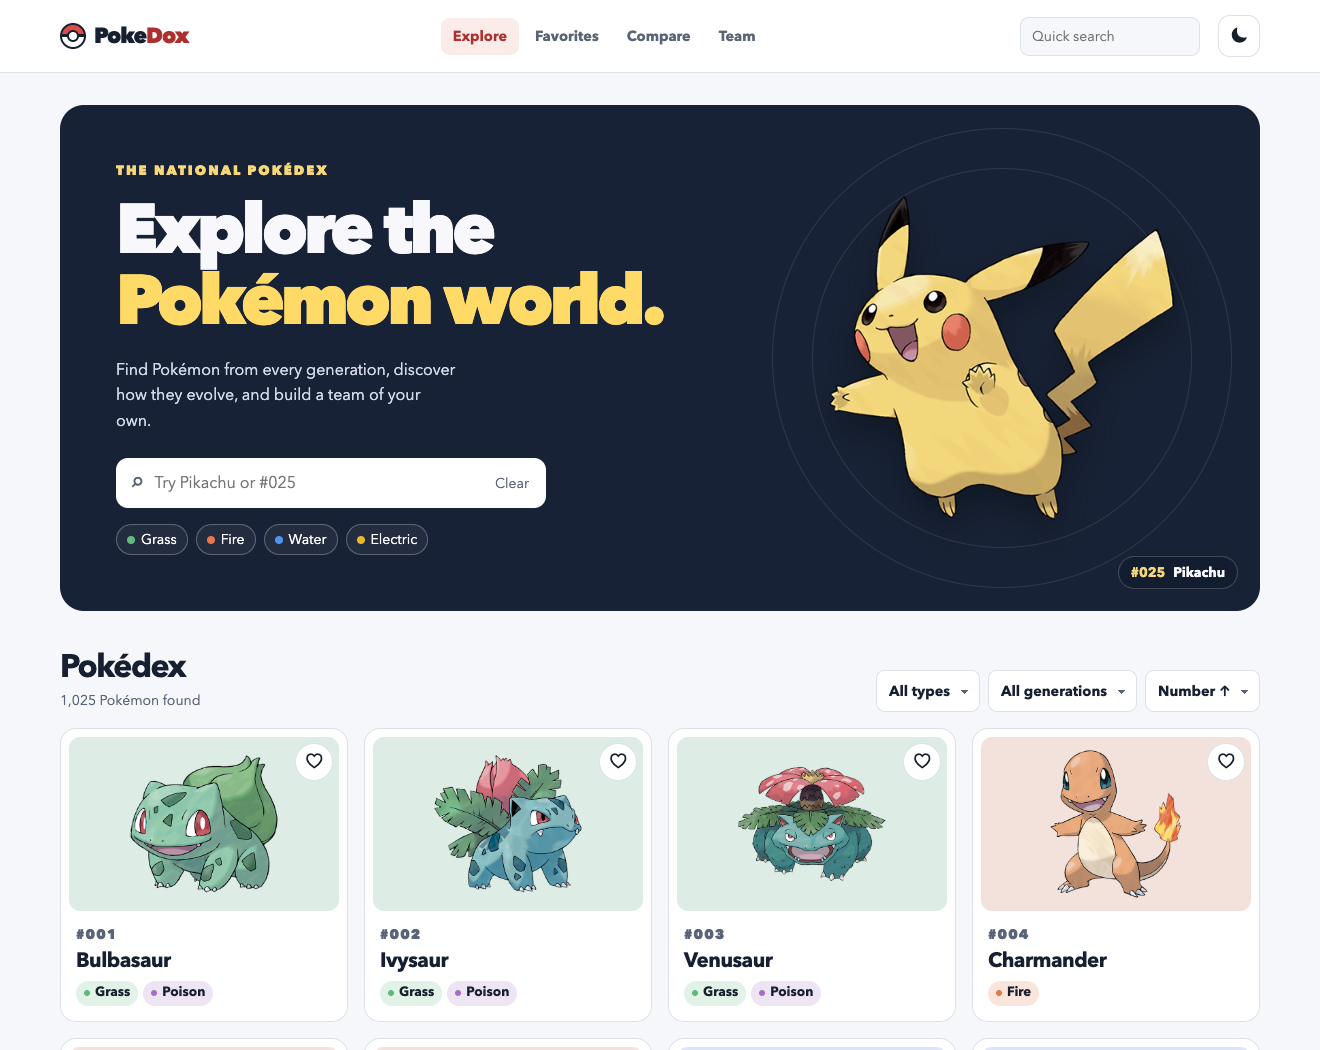 PokeDox
Explore
Favorites
Compare
Team
Quick search
THE NATIONAL POKÉDEX
Explore the
Pokémon world.
Find Pokémon from every generation, discover
how they evolve, and build a team of your
own.
Try Pikachu or #025
Clear
Grass
Fire
Water
Electric
#025 Pikachu
Pokédex
1,025 Pokémon found
All types
All generations
Number ↑
#001
Bulbasaur
Grass
Poison
#002
Ivysaur
Grass
Poison
#003
Venusaur
Grass
Poison
#004
Charmander
Fire